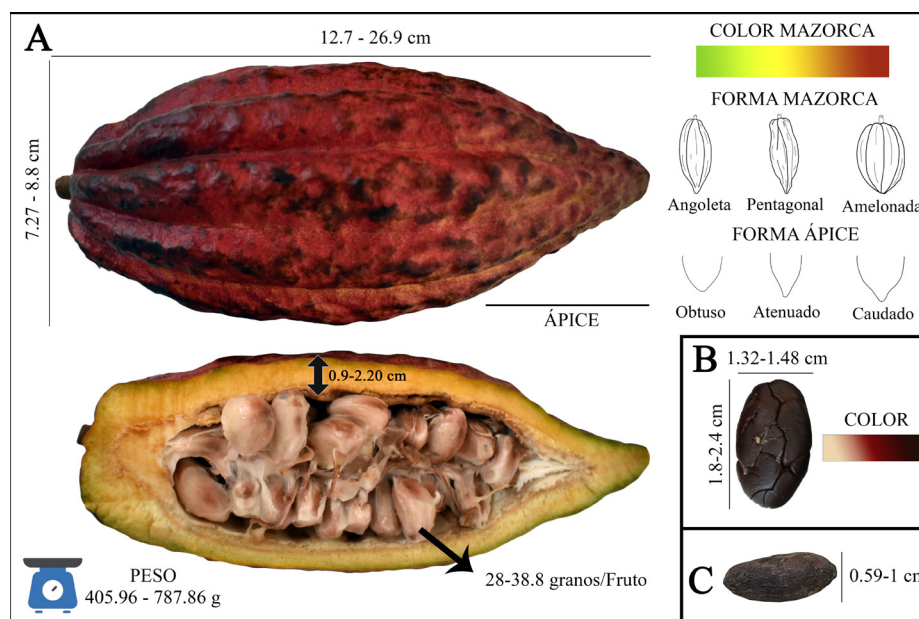 A
12.7 - 26.9 cm
7.27 - 8.8 cm
ÁPICE
0.9-2.20 cm
28-38.8 granos/Fruto
PESO
405.96 - 787.86 g
COLOR MAZORCA
FORMA MAZORCA
Angoleta Pentagonal Amelonada
FORMA ÁPICE
Obtuso Atenuado Caudado
B
1.32-1.48 cm
1.8-2.4 cm
COLOR
C
0.59-1 cm